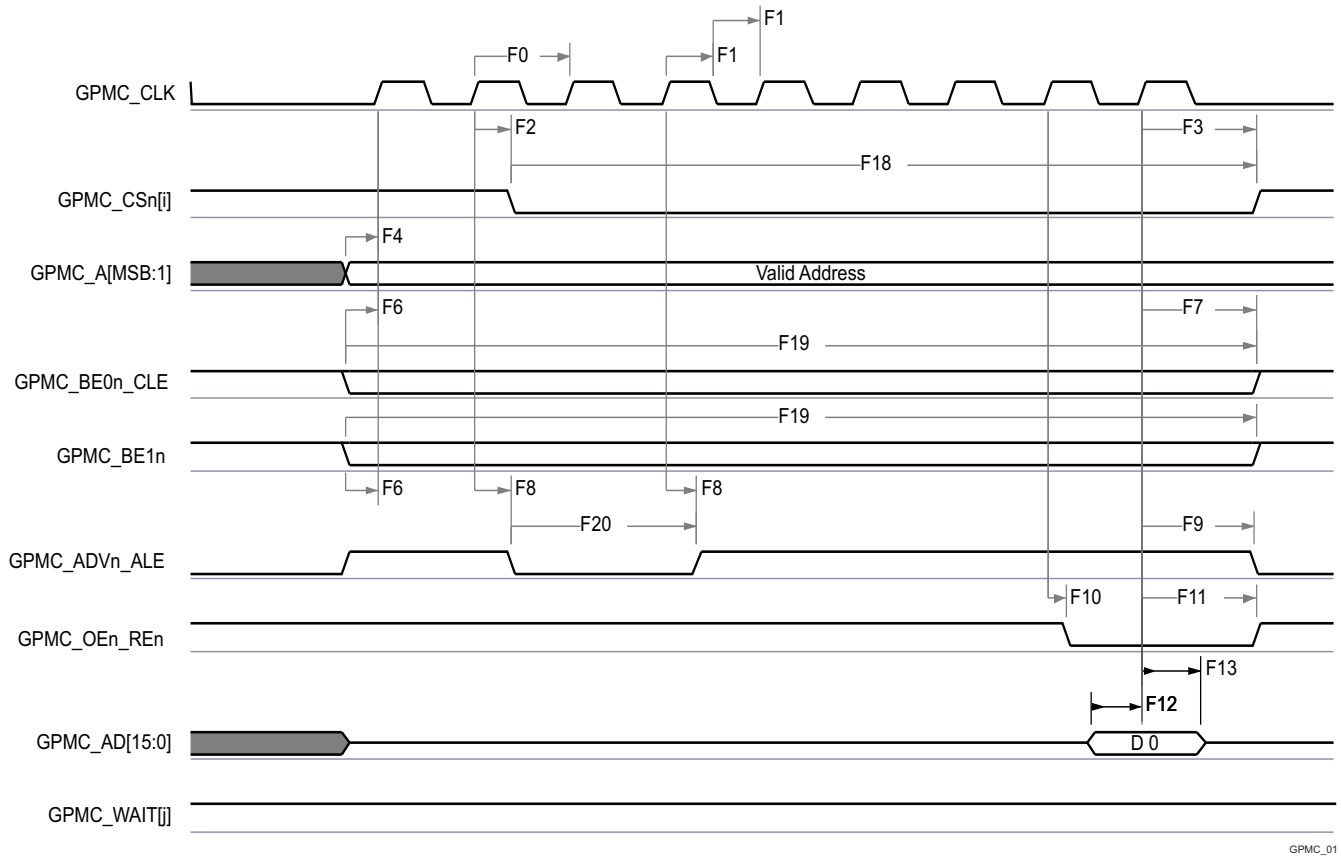 F1
F0
F1
GPMC_CLK
F2
F3
F18
GPMC_CSn[i]
F4
GPMC_A[MSB:1]
Valid Address
F6
F7
F19
GPMC_BE0n_CLE
F19
GPMC_BE1n
F6
F8
F8
F20
F9
GPMC_ADVn_ALE
F10
F11
GPMC_OEn_REn
F13
F12
GPMC_AD[15:0]
D 0
GPMC_WAIT[j]
GPMC_01